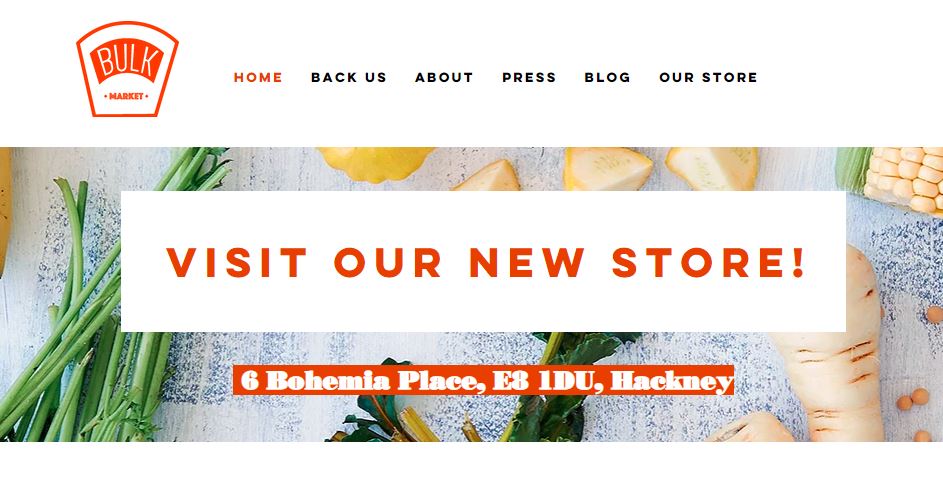 BULK
• MARKET •
HOME BACK US ABOUT PRESS BLOG OUR STORE
VISIT OUR NEW STORE!
6 Bohemia Place, E8 1DU, Hackney